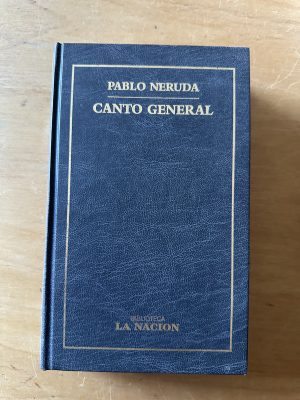 PABLO NERUDA
CANTO GENERAL
BIBLIOTECA
LA NACION